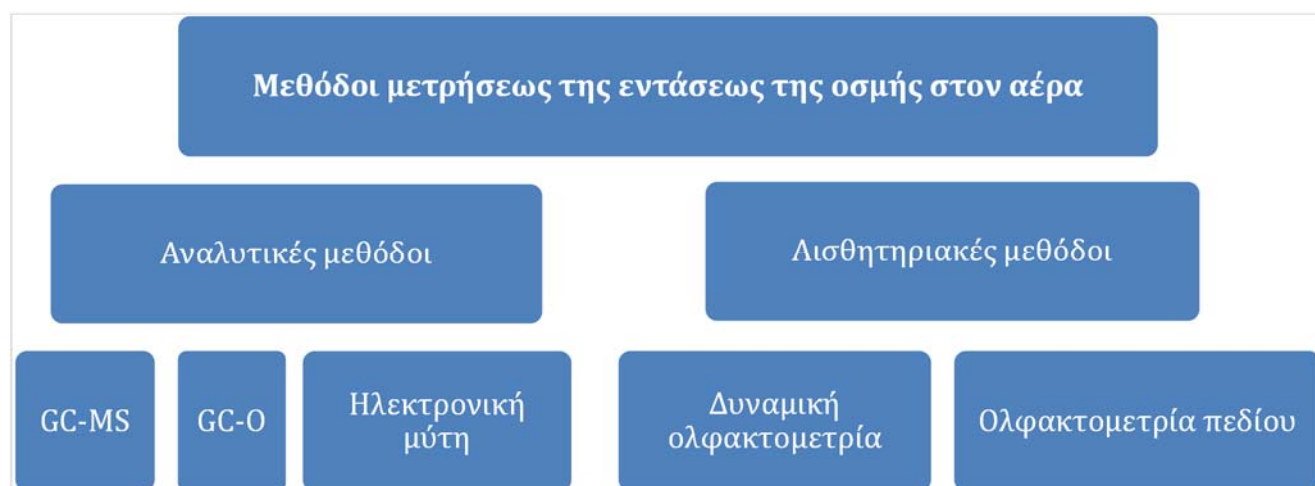 Μεθόδοι μετρήσεως της εντάσεως της οσμής στον αέρα
Αναλυτικές μεθόδοι
Λισθητηριακές μεθόδοι
GC-MS
GC-O
Ηλεκτρονική
μύτη
Δυναμική
ολφακτομετρία
Ολφακτομετρία πεδίου